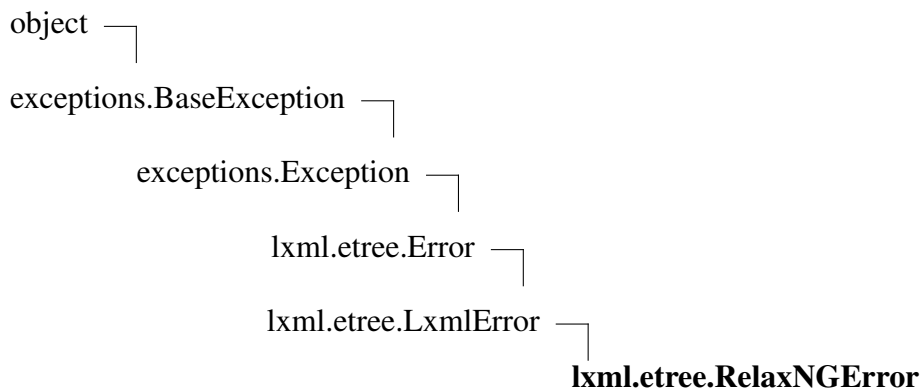 object
exceptions.BaseException
exceptions.Exception
lxml.etree.Error
lxml.etree.LxmlError
lxml.etree.RelaxNGError